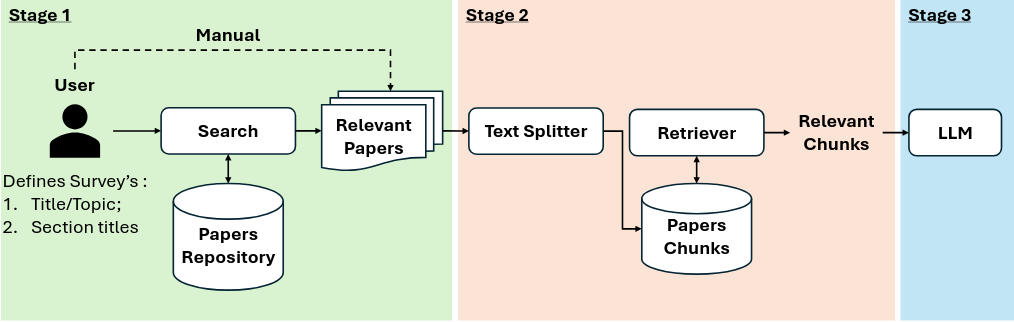 Stage 1
Manual
User
Search
Relevant
Papers
Defines Survey's :
1. Title/Topic;
2. Section titles
Papers
Repository
Stage 2
Text Splitter
Retriever
Relevant
Chunks
Papers
Chunks
Stage 3
LLM